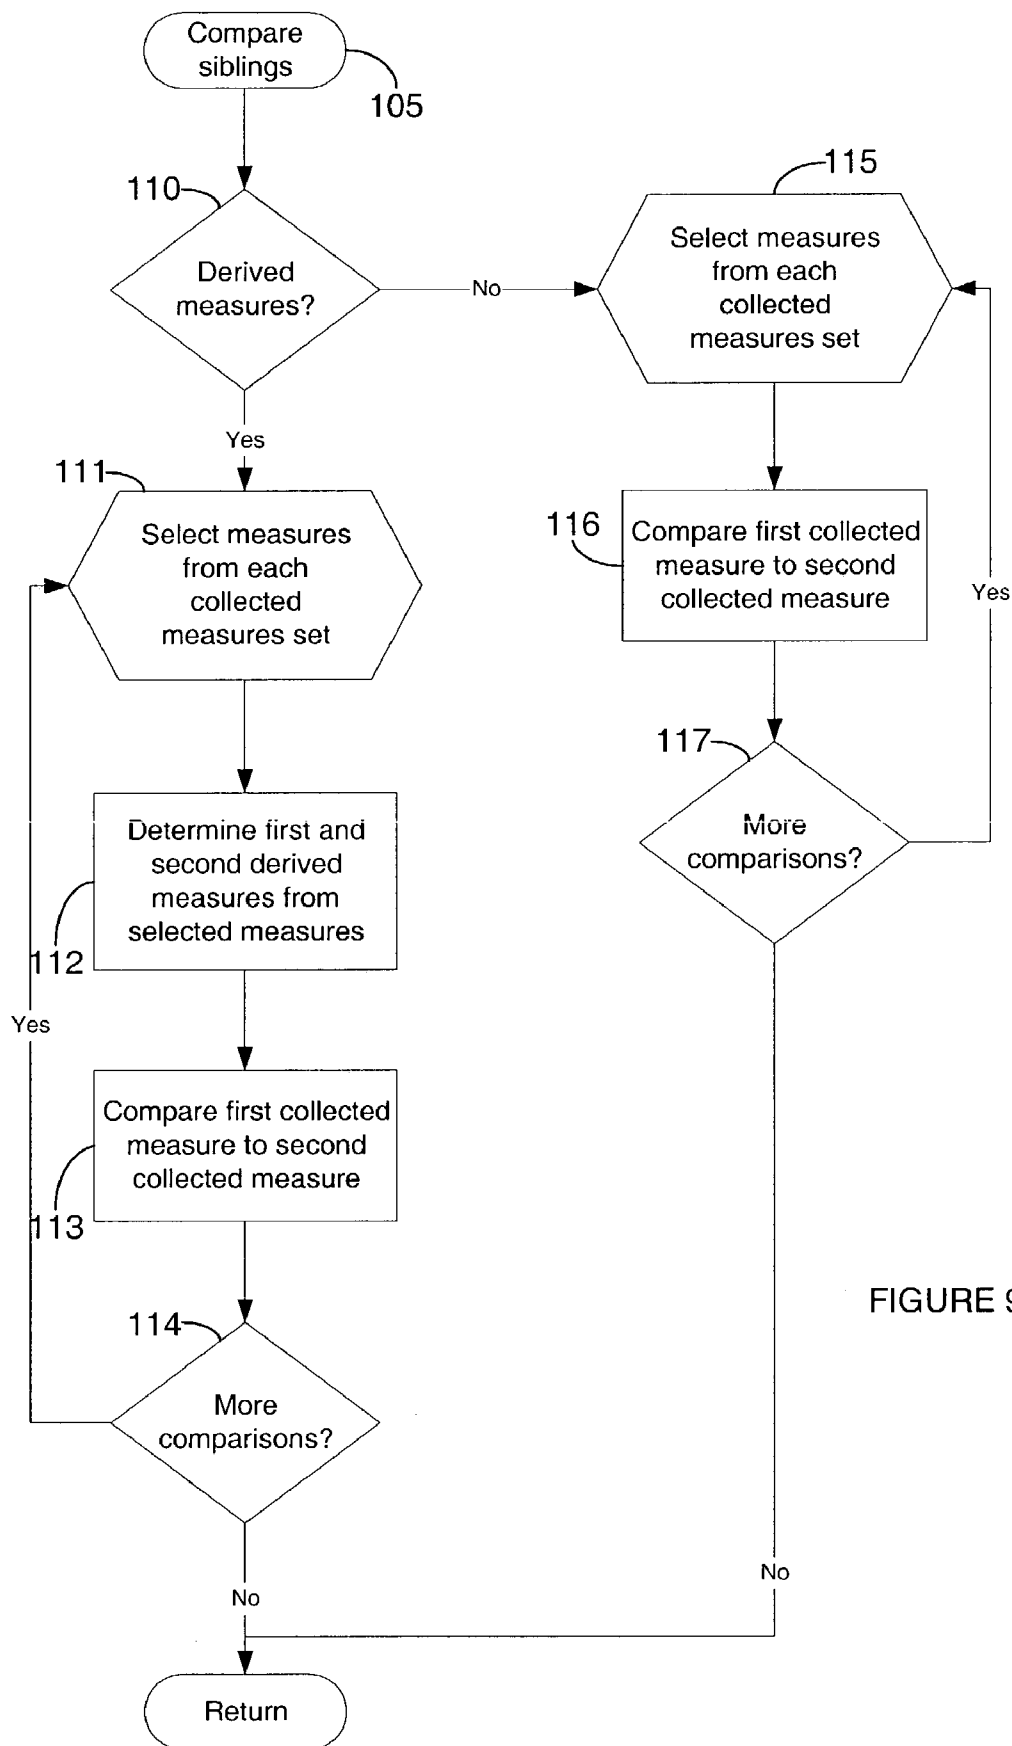 Compare
siblings
105
110
Derived
measures?
No
115
Select measures
from each
collected
measures set
Yes
111
Select measures
from each
collected
measures set
116
Compare first collected
measure to second
collected measure
Yes
117
More
comparisons?
Determine first and
second derived
measures from
selected measures
112
Yes
Compare first collected
measure to second
collected measure
113
FIGURE 9
114
More
comparisons?
No
No
Return